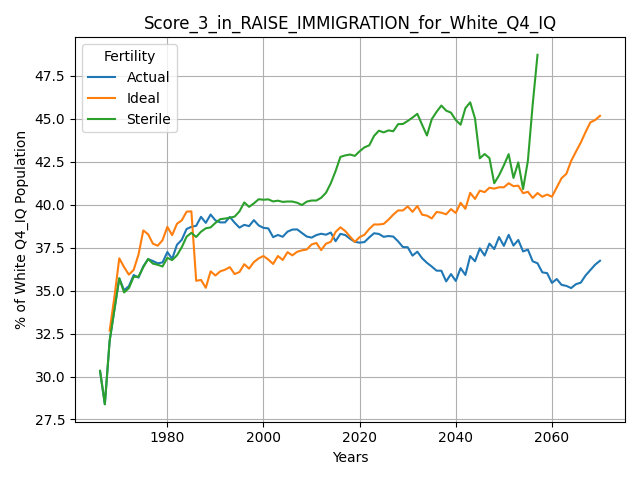 Score_3_in_RAISE_IMMIGRATION_for_White_Q4_IQ
Fertility
Actual
Ideal
Sterile
% of White Q4_IQ Population
47.5
45.0
42.5
40.0
37.5
35.0
32.5
30.0
27.5
1980
2000
2020
2040
2060
Years